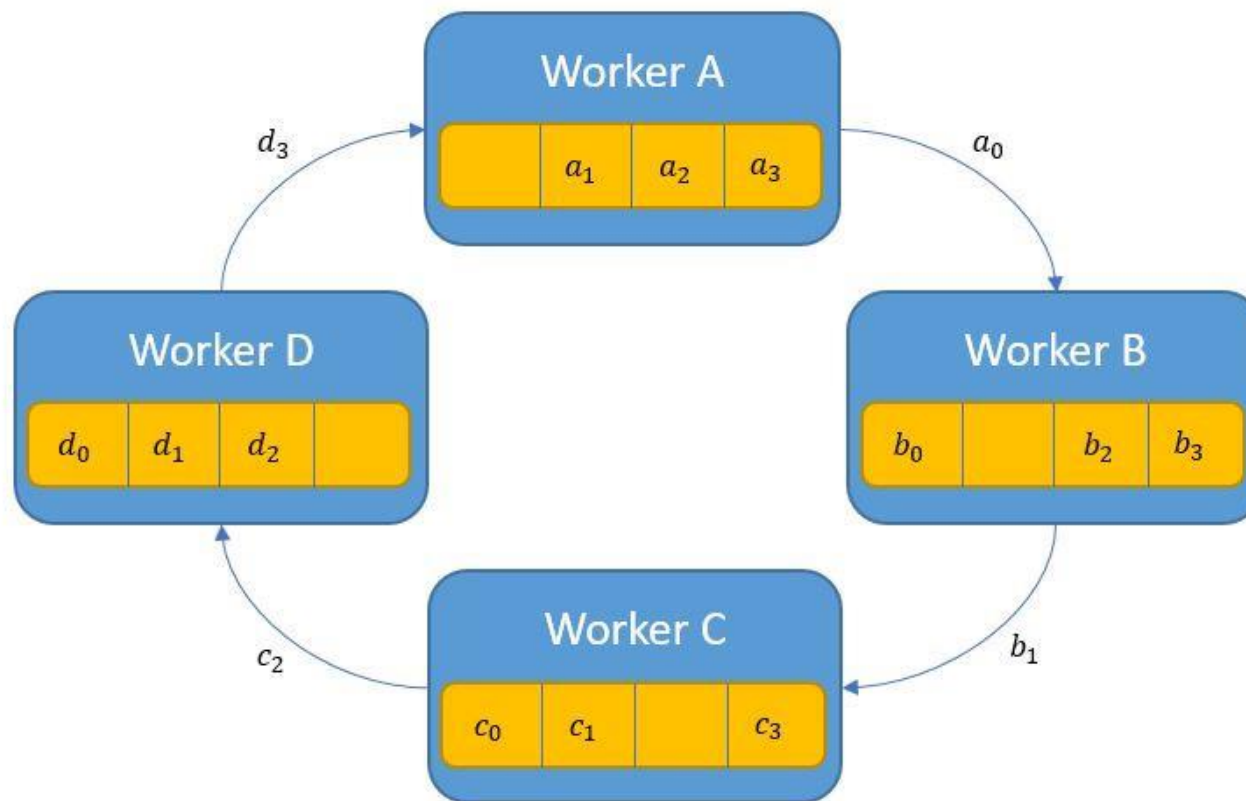 Worker A
d₃
a₀
a₁ a₂ a₃
Worker D
Worker B
d₀ d₁ d₂
b₀ b₂ b₃
Worker C
c₂
b₁
c₀ c₁ c₃